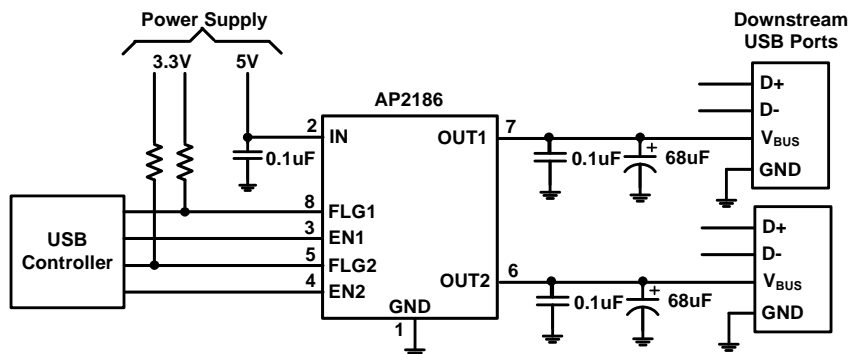 Power Supply
3.3V 5V
Downstream
USB Ports
AP2186
D+
D-
VBUS
GND
2 IN
OUT1 7
0.1uF
0.1uF
+
68uF
USB
Controller
8 FLG1
3 EN1
5 FLG2
4 EN2
OUT2 6
GND
1
0.1uF
+
68uF
D+
D-
VBUS
GND